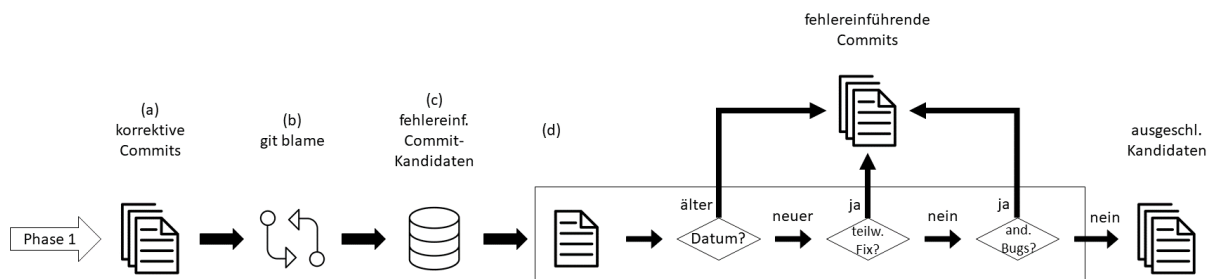 fehlereinführende
Commits
(a)
korrektive
Commits
(b)
git blame
(c)
fehlereinf.
Commit-
Kandidaten
(d)
ausgeschl.
Kandidaten
Phase 1
älter
Datum?
neuer
ja
teilw.
Fix?
nein
ja
and.
Bugs?
nein